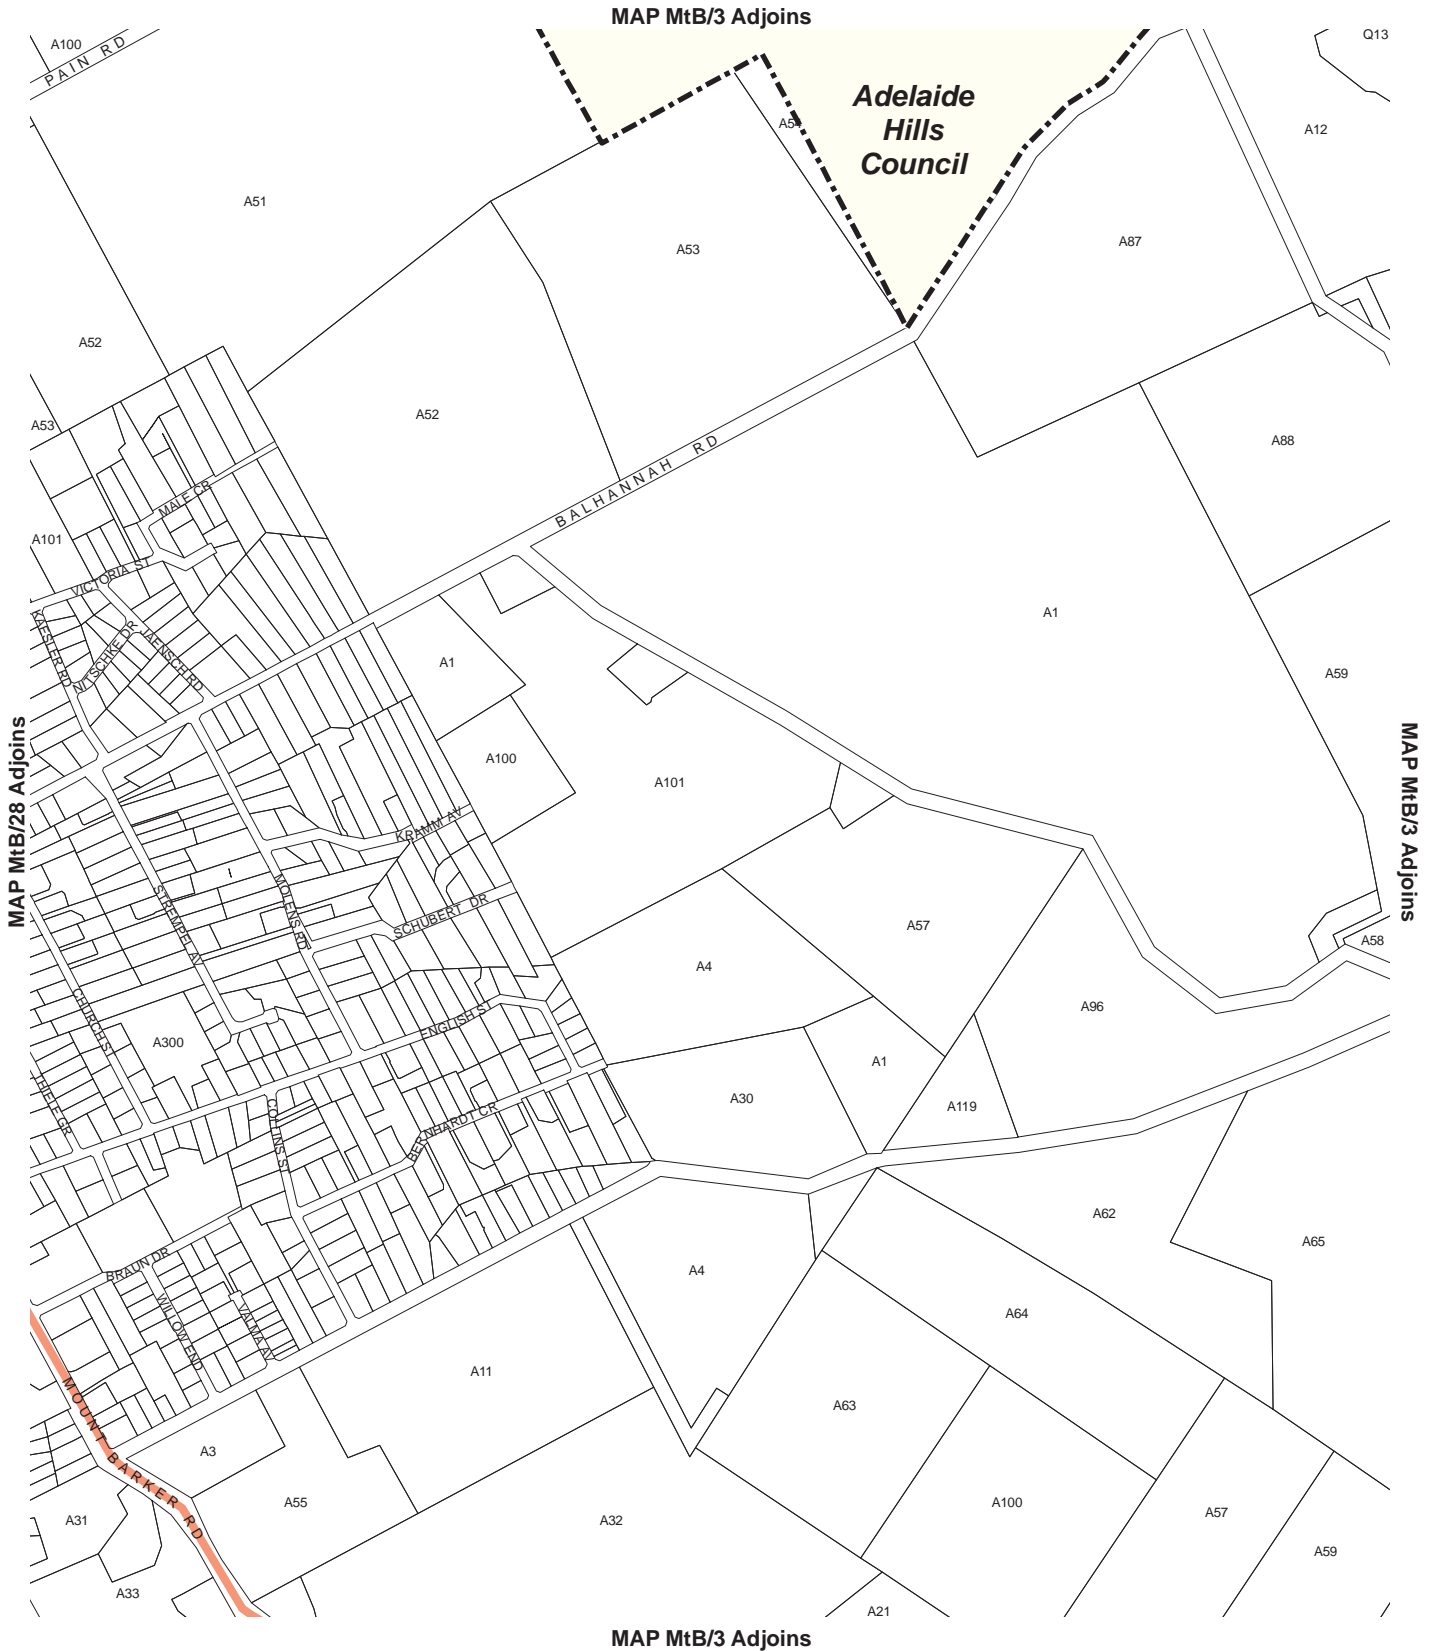 MAP MtB/3 Adjoins
A100
PAIN RD
Q13
Adelaide
Hills
Council
A54
A12
A51
A53
A87
A52
A52
A53
A88
BALHANNAH RD
MALE CR
A101
VICTORIA ST
KAESLER RD
NITSCHKE DR
JAENSCH RD
A1
A1
A59
MAP MtB/28 Adjoins
MAP MtB/3 Adjoins
A100
A101
KRAMM AV
MOLENS RD
STREMPEL AV
SCHUBERT DR
A57
A58
A4
CHURCH ST
ENGLISH ST
A96
A300
A1
THIELE GR
A30
A119
COLLINS ST
BERNHARDT CR
A62
A65
BRAUN DR
A4
WILLOW END
VALMA AV
A64
A11
A63
MOUNT BARKER RD
A3
A55
A100
A31
A32
A57
A59
A33
A21
MAP MtB/3 Adjoins